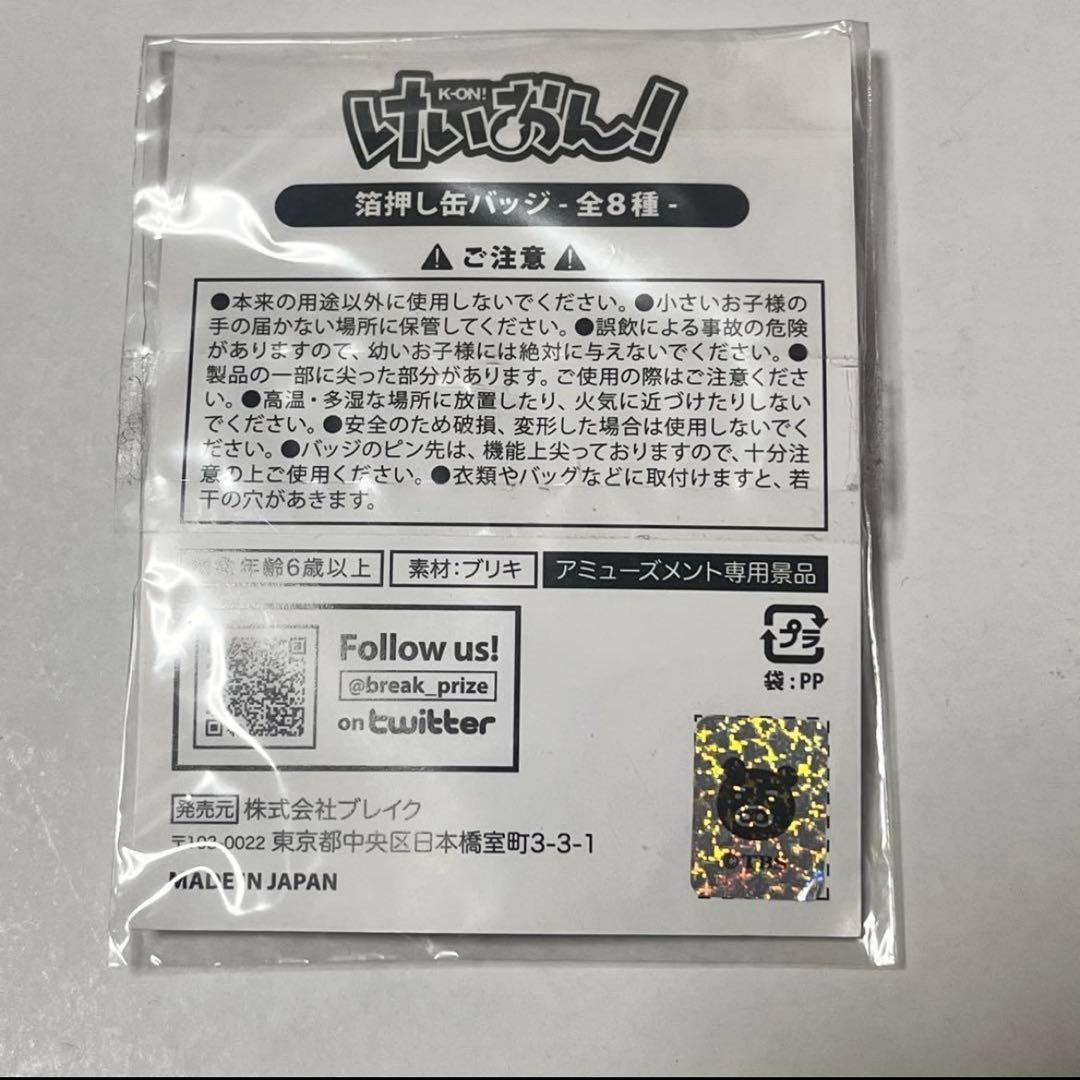 K-ON!
けいおん!
箔押し缶バッジ - 全8種 -
ご注意
●本来の用途以外に使用しないでください。●小さいお子様の
手の届かない場所に保管してください。●誤飲による事故の危険
がありますので、幼いお子様には絶対に与えないでください。●
製品の一部に尖った部分があります。ご使用の際はご注意くださ
い。●高温・多湿な場所に放置したり、火気に近づけたりしない
でください。●安全のため破損、変形した場合は使用しないでく
ださい。●バッジのピン先は、機能上尖っておりますので、十分注
意の上ご使用ください。●衣類やバッグなどに取付けますと、若
干の穴があきます。
年齢6歳以上 素材:ブリキ アミューズメント専用景品
Follow us!
@break_prize
on twitter
プラ
袋:PP
発売元 株式会社ブレイク
〒103-0022 東京都中央区日本橋室町3-3-1
MADE IN JAPAN
©TBS